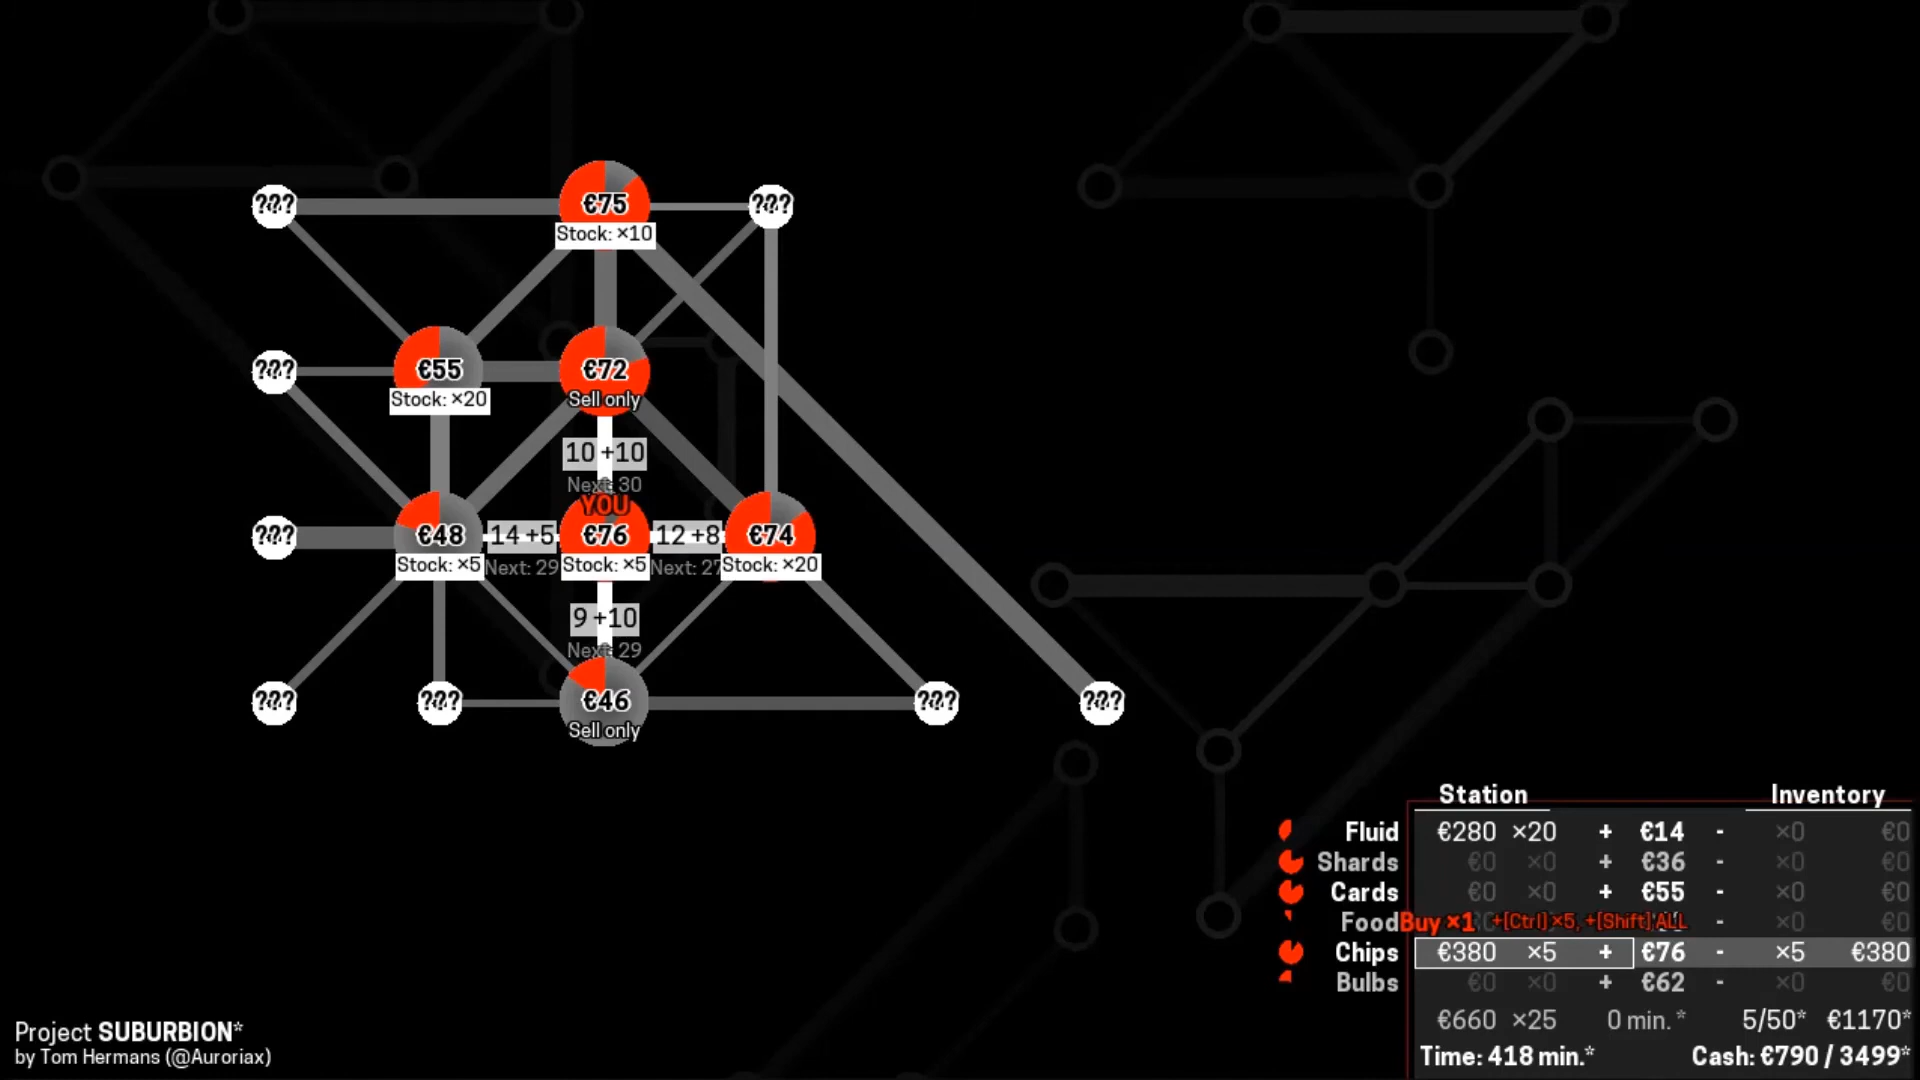 ???
€75
???
Stock: ×10
???
€55
€72
Stock: ×20
Sell only
10 +10
Next: 30
YOU
???
€48
14 +5
€76
12 +8
€74
Stock: ×5
Next: 29
Stock: ×5
Next: 27
Stock: ×20
9 +10
Next: 29
???
???
€46
???
???
Sell only
Station
Inventory
Fluid €280 ×20 + €14 - ×0 €0
Shards €0 ×0 + €36 - ×0 €0
Cards €0 ×0 + €55 - ×0 €0
Food Buy ×1 +[Ctrl] ×5, +[Shift] ALL - ×0 €0
Chips €380 ×5 + €76 - ×5 €380
Bulbs €0 ×0 + €62 - ×0 €0
€660 ×25 0 min.* 5/50* €1170*
Time: 418 min.* Cash: €790 / 3499*
Project SUBURBION*
by Tom Hermans (@Auroriax)